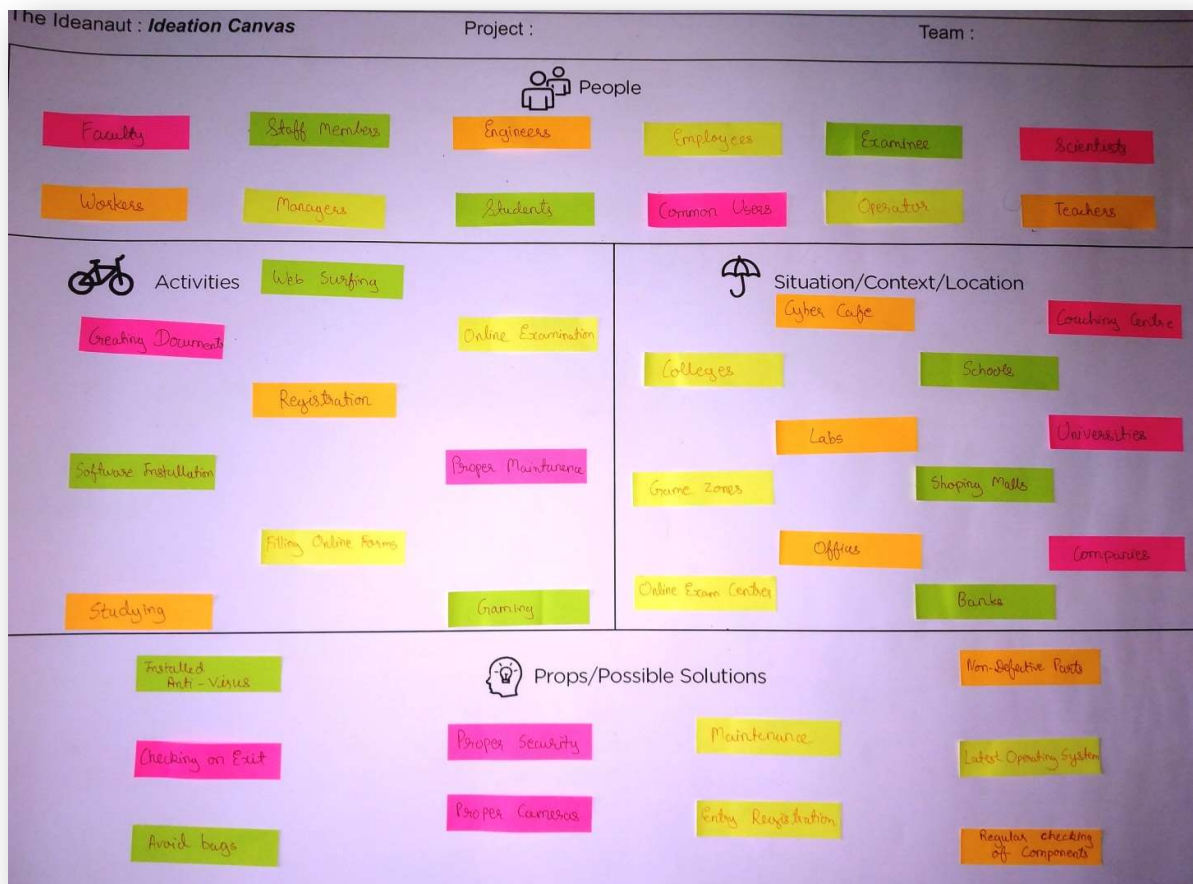 The Ideanaut : Ideation Canvas Project : Team :
People
Faculty Staff Members Engineers Employees Examinee Scientists
Workers Managers Students Common Users Operator Teachers
Activities
Web Surfing
Creating Documents
Online Examination
Registration
Software Installation
Proper Maintanence
Filling Online Forms
Studying
Gaming
Situation/Context/Location
Cyber Cafe
Coaching Centre
Colleges
Schools
Labs
Universities
Game Zones
Shoping Malls
Offices
Companies
Online Exam Centres
Banks
Props/Possible Solutions
Installed
Anti-Virus
Non-Defective Parts
Proper Security
Maintenance
Checking on Exit
Latest Operating System
Proper Cameras
Entry Registration
Avoid bags
Regular checking
of Components